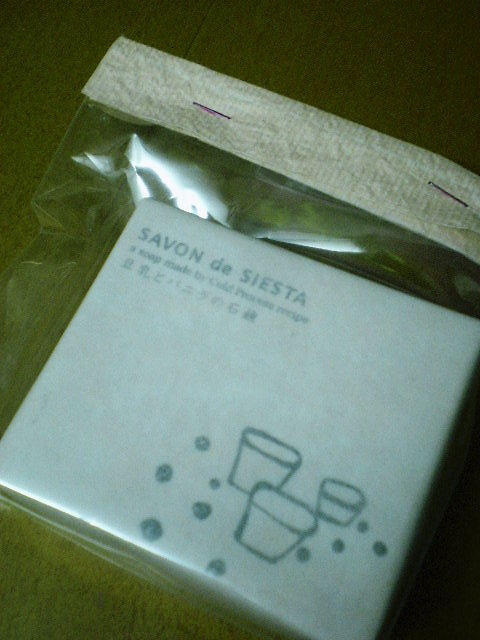 SAVON de SIESTA
a soap made by Cold Process recipe
豆乳とバニラの石鹸